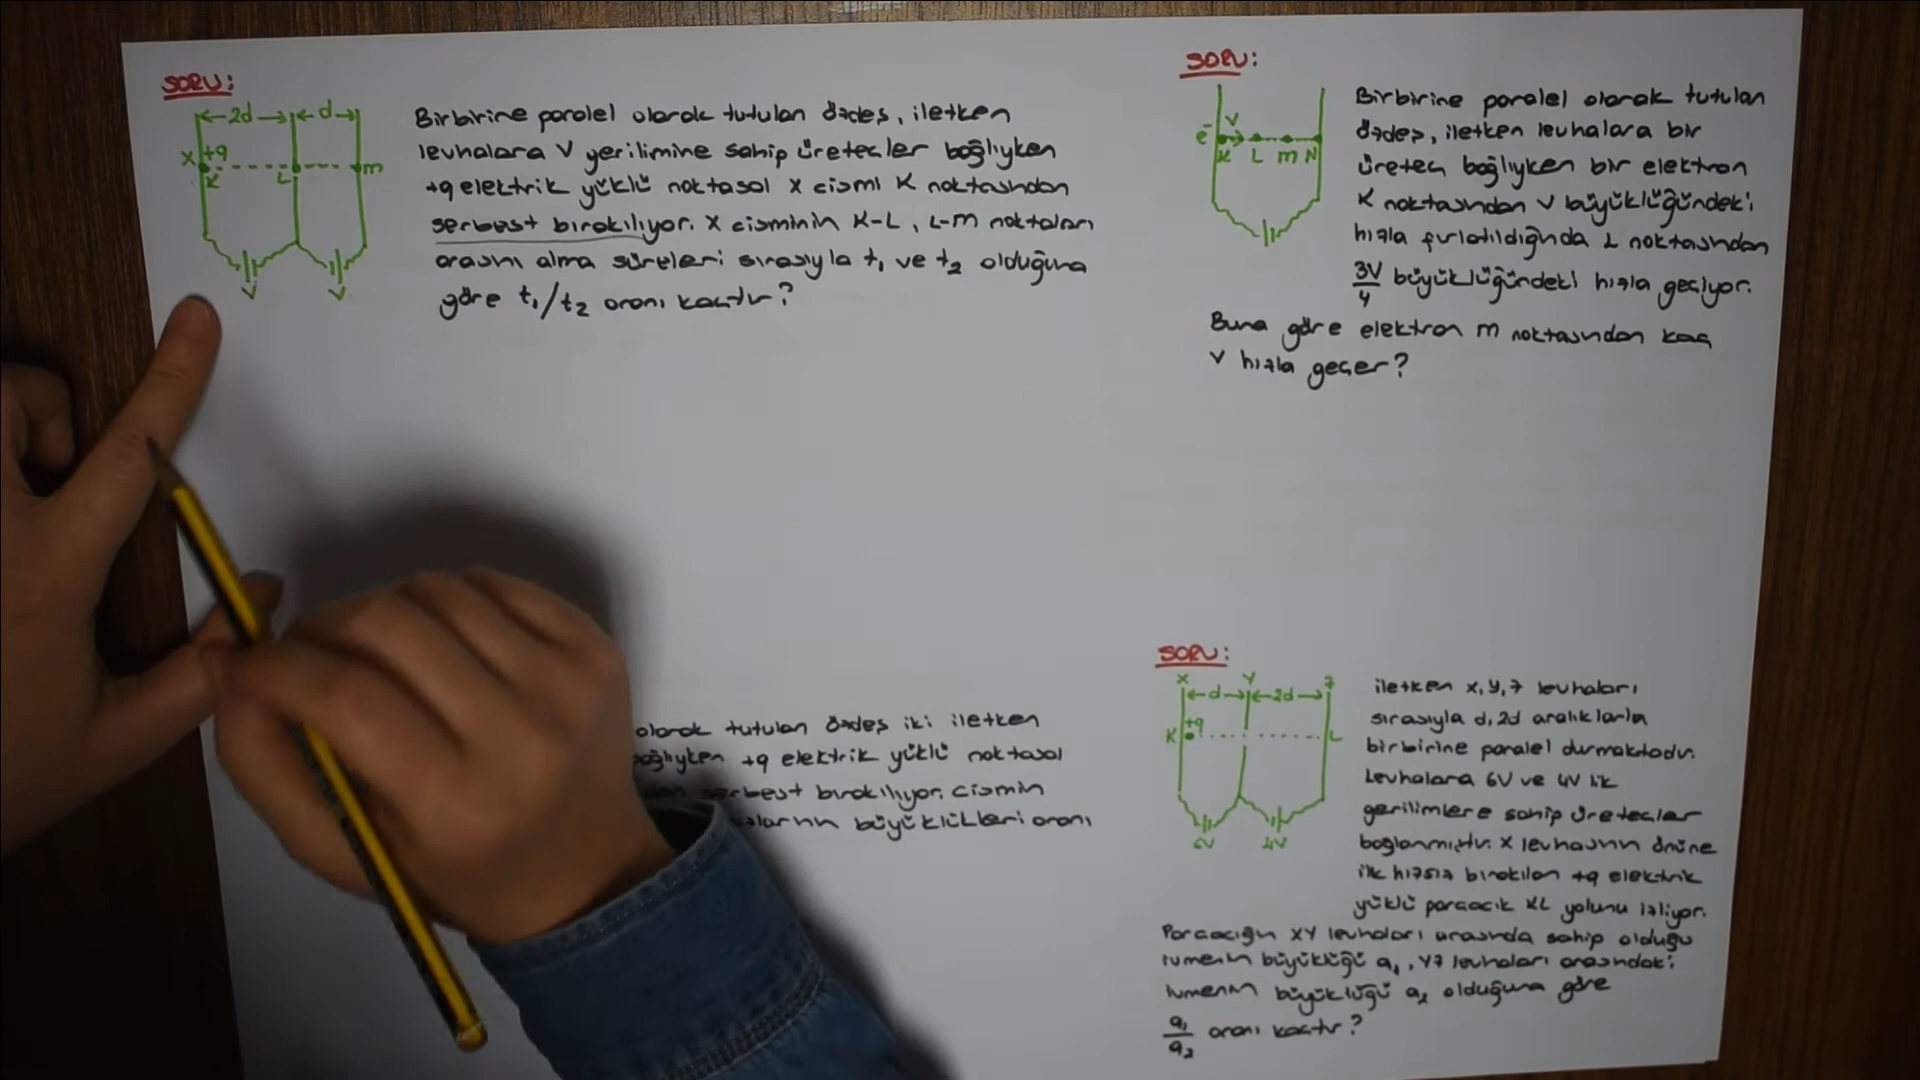 SORU:
2d d
X +q K L m
V V
Birbirine paralel olarak tutulan özdeş, iletken
levhalara V gerilimine sahip üreteçler bağlıyken
+q elektrik yüklü noktasal X cismi K noktasından
serbest bırakılıyor. X cisminin K-L, L-m noktaları
arasını alma süreleri sırasıyla t₁ ve t₂ olduğuna
göre t₁/t₂ oranı kaçtır?
SORU:
e⁻ V
K L m N
Birbirine paralel olarak tutulan
özdeş, iletken levhalara bir
üreteç bağlıyken bir elektron
K noktasından V büyüklüğündeki
hızla fırlatıldığında L noktasından
3V/4 büyüklüğündeki hızla geçiyor.
Buna göre elektron m noktasından kaç
V hızla geçer?
olarak tutulan özdeş iki iletken
bağlıyken +q elektrik yüklü noktasal
serbest bırakılıyor. cismin
büyüklükleri oranı
SORU:
X Y Z
d 2d
K +q L
6V 4V
iletken X, Y, Z levhaları
sırasıyla d, 2d aralıklarla
birbirine paralel durmaktadır.
Levhalara 6V ve 4V lik
gerilimlere sahip üreteçler
bağlanmıştır. X levhasının önüne
ilk hızsız bırakılan +q elektrik
yüklü parçacık KL yolunu izliyor.
Parçacığın XY levhaları arasında sahip olduğu
ivmenin büyüklüğü a₁, YZ levhaları arasındaki
ivmenin büyüklüğü a₂ olduğuna göre
a₁/a₂ oranı kaçtır?